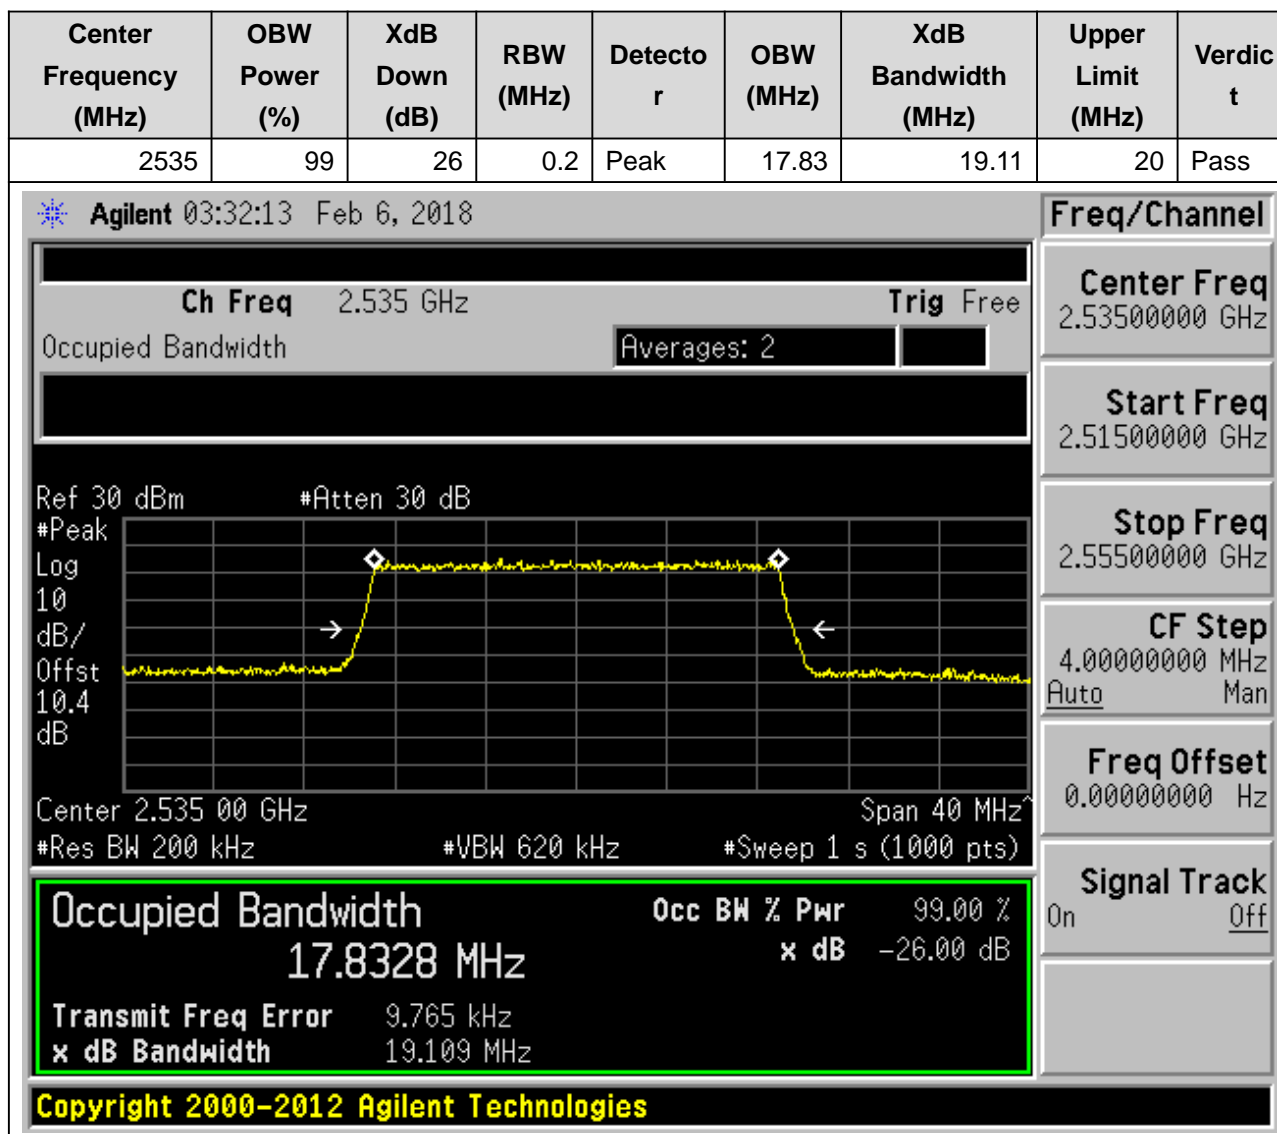 Center Frequency (MHz) OBW Power (%) XdB Down (dB) RBW (MHz) Detecto r OBW (MHz) XdB Bandwidth (MHz) Upper Limit (MHz) Verdic t
2535 99 26 0.2 Peak 17.83 19.11 20 Pass
Agilent 03:32:13 Feb 6, 2018
Freq/Channel
Ch Freq 2.535 GHz Trig Free
Occupied Bandwidth Averages: 2
Center Freq
2.53500000 GHz
Start Freq
2.51500000 GHz
Stop Freq
2.55500000 GHz
CF Step
4.00000000 MHz
Auto Man
Freq Offset
0.00000000 Hz
Signal Track
On Off
Ref 30 dBm #Atten 30 dB
#Peak
Log
10
dB/
Offst
10.4
dB
Center 2.535 00 GHz Span 40 MHz^
#Res BW 200 kHz #VBW 620 kHz #Sweep 1 s (1000 pts)
Occupied Bandwidth Occ BW % Pwr 99.00 %
17.8328 MHz x dB -26.00 dB
Transmit Freq Error 9.765 kHz
x dB Bandwidth 19.109 MHz
Copyright 2000-2012 Agilent Technologies